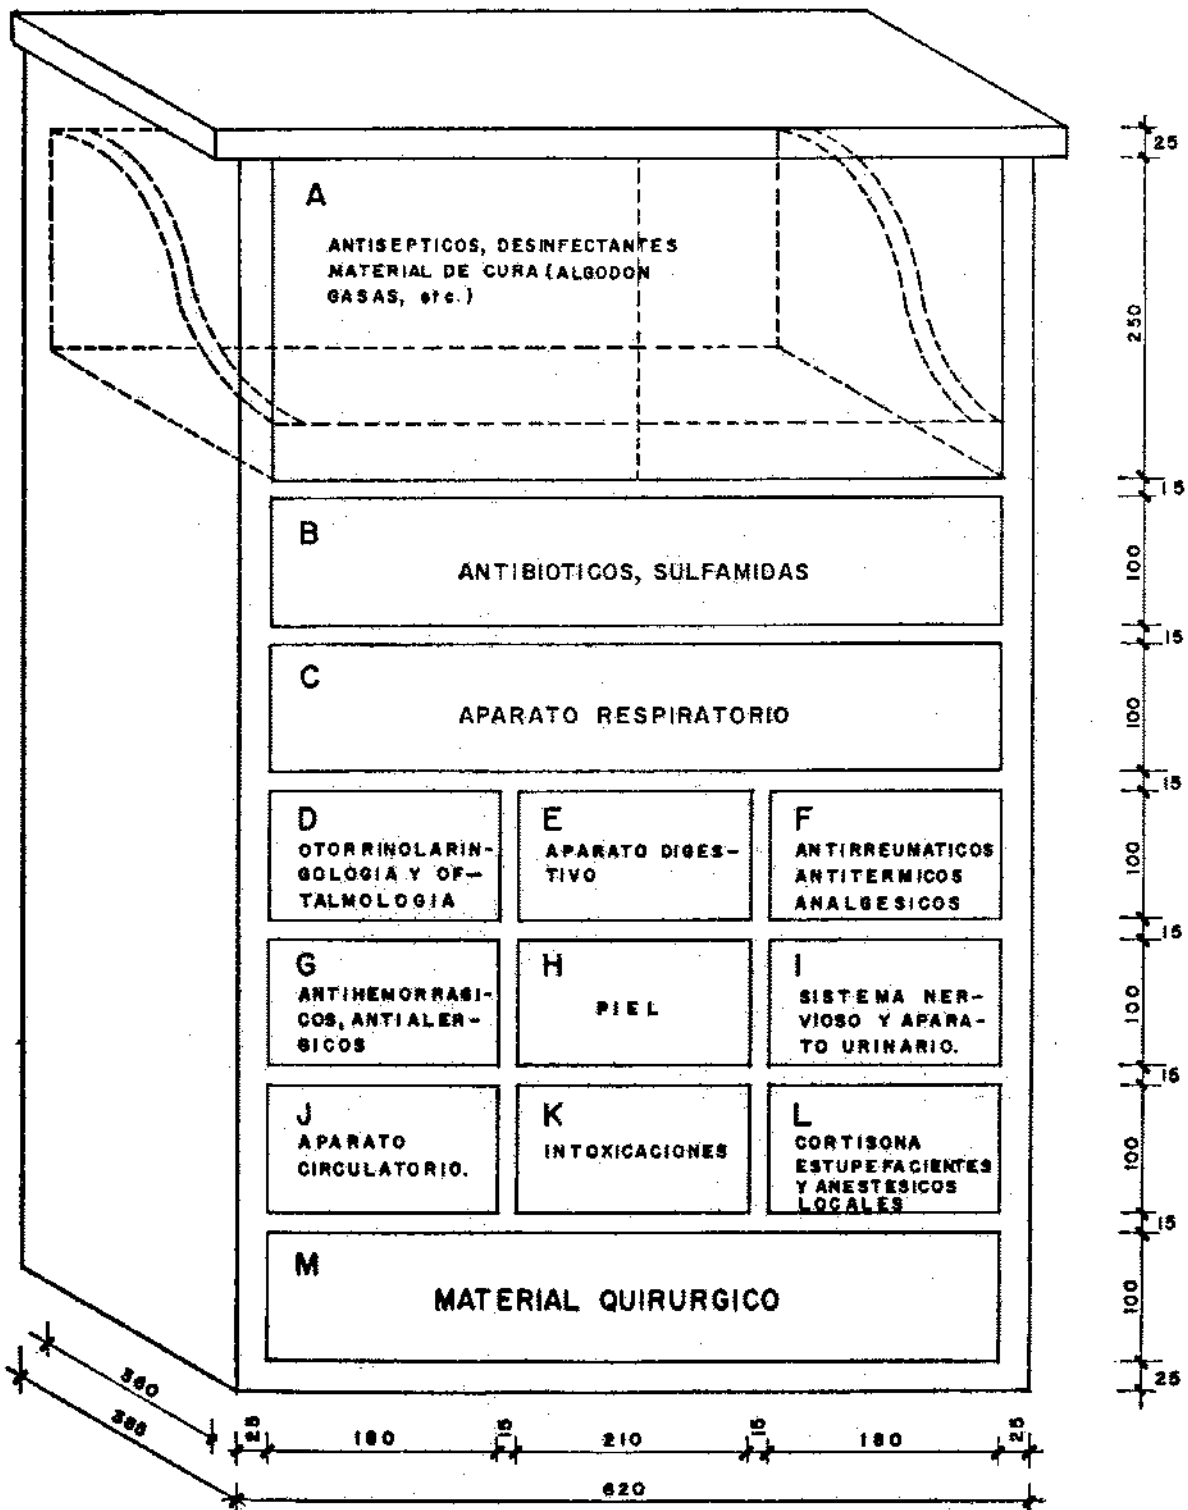 A
ANTISEPTICOS, DESINFECTANTES
MATERIAL DE CURA (ALGODON
GASAS, etc.)
B
ANTIBIOTICOS, SULFAMIDAS
C
APARATO RESPIRATORIO
D
OTORRINOLARIN-
GOLOGIA Y OF-
TALMOLOGIA
E
APARATO DIGES-
TIVO
F
ANTIRREUMATICOS
ANTITERMICOS
ANALGESICOS
G
ANTIHEMORRAGI-
COS, ANTIALER-
GICOS
H
PIEL
I
SISTEMA NER-
VIOSO Y APARA-
TO URINARIO.
J
APARATO
CIRCULATORIO.
K
INTOXICACIONES
L
CORTISONA
ESTUPEFACIENTES
Y ANESTESICOS
LOCALES
M
MATERIAL QUIRURGICO
25
250
15
100
15
100
15
100
15
100
15
100
15
100
25
360
385
25
180
15
210
15
180
25
620